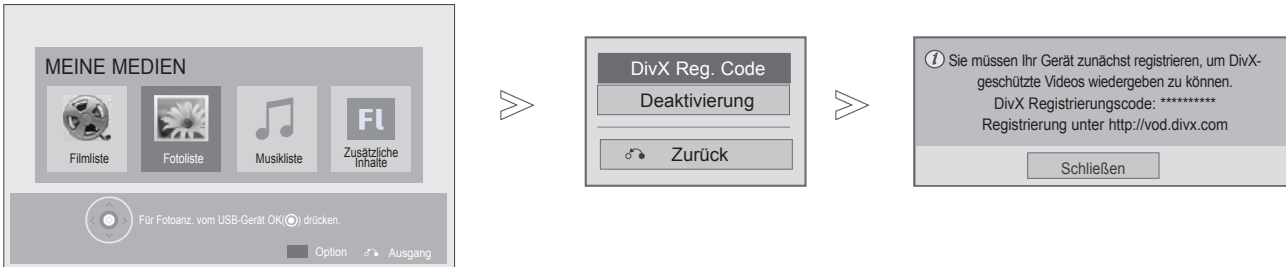 MEINE MEDIEN
Filmliste
Fotoliste
Musikliste
Fl
Zusätzliche
Inhalte
Für Fotoanz. vom USB-Gerät OK(◉) drücken.
Option
Ausgang
DivX Reg. Code
Deaktivierung
Zurück
Sie müssen Ihr Gerät zunächst registrieren, um DivX-
geschützte Videos wiedergeben zu können.
DivX Registrierungscode: **********
Registrierung unter http://vod.divx.com
Schließen